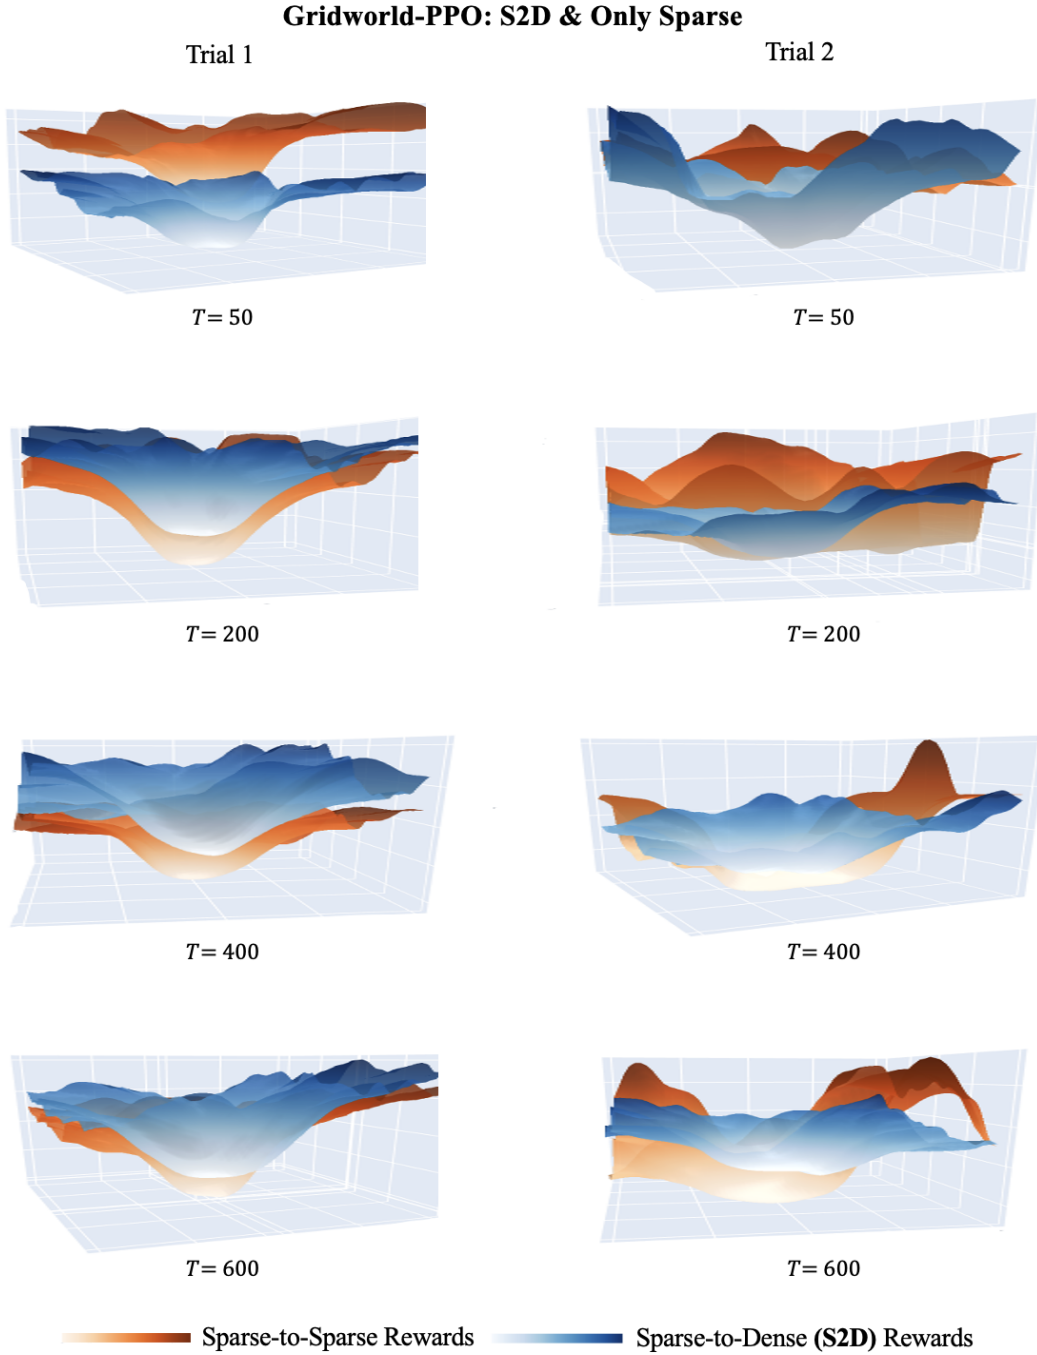 Gridworld-PPO: S2D & Only Sparse
Trial 1
Trial 2
T = 50
T = 50
T = 200
T = 200
T = 400
T = 400
T = 600
T = 600
Sparse-to-Sparse Rewards
Sparse-to-Dense (S2D) Rewards